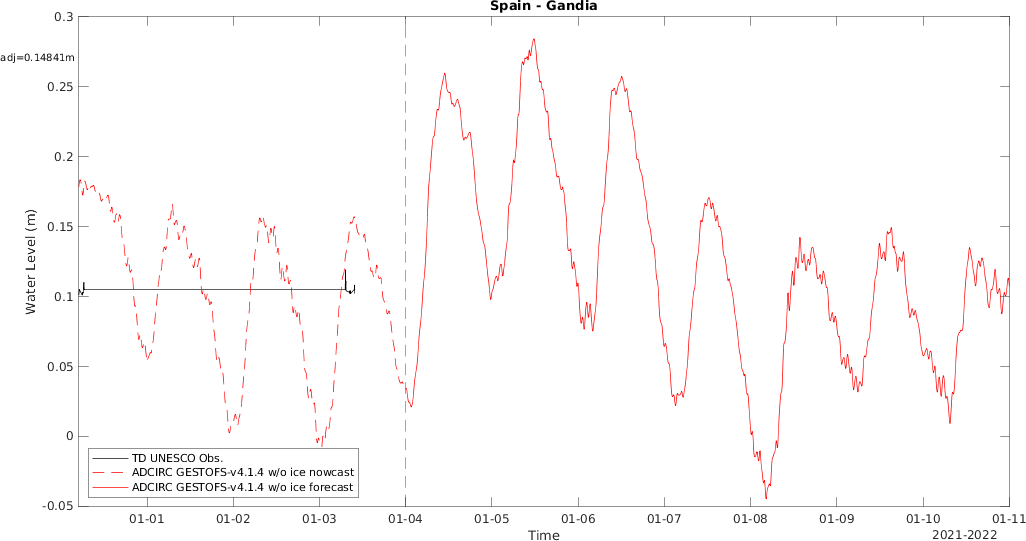 Spain - Gandia
adj=0.14841m
Water Level (m)
0.3
0.25
0.2
0.15
0.1
0.05
0
-0.05
TD UNESCO Obs.
ADCIRC GESTOFS-v4.1.4 w/o ice nowcast
ADCIRC GESTOFS-v4.1.4 w/o ice forecast
01-01 01-02 01-03 01-04 01-05 01-06 01-07 01-08 01-09 01-10 01-11
Time
2021-2022